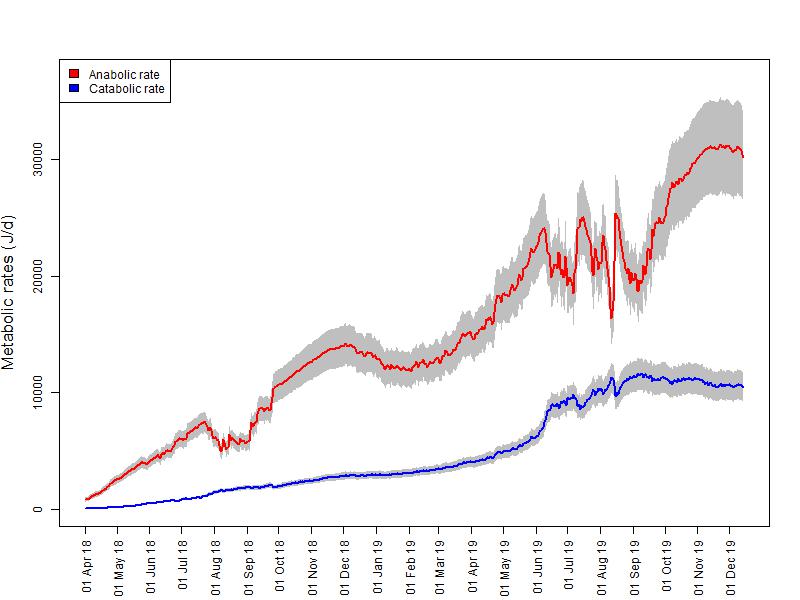 Anabolic rate
Catabolic rate
Metabolic rates (J/d)
30000
20000
10000
0
01 Apr 18
01 May 18
01 Jun 18
01 Jul 18
01 Aug 18
01 Sep 18
01 Oct 18
01 Nov 18
01 Dec 18
01 Jan 19
01 Feb 19
01 Mar 19
01 Apr 19
01 May 19
01 Jun 19
01 Jul 19
01 Aug 19
01 Sep 19
01 Oct 19
01 Nov 19
01 Dec 19